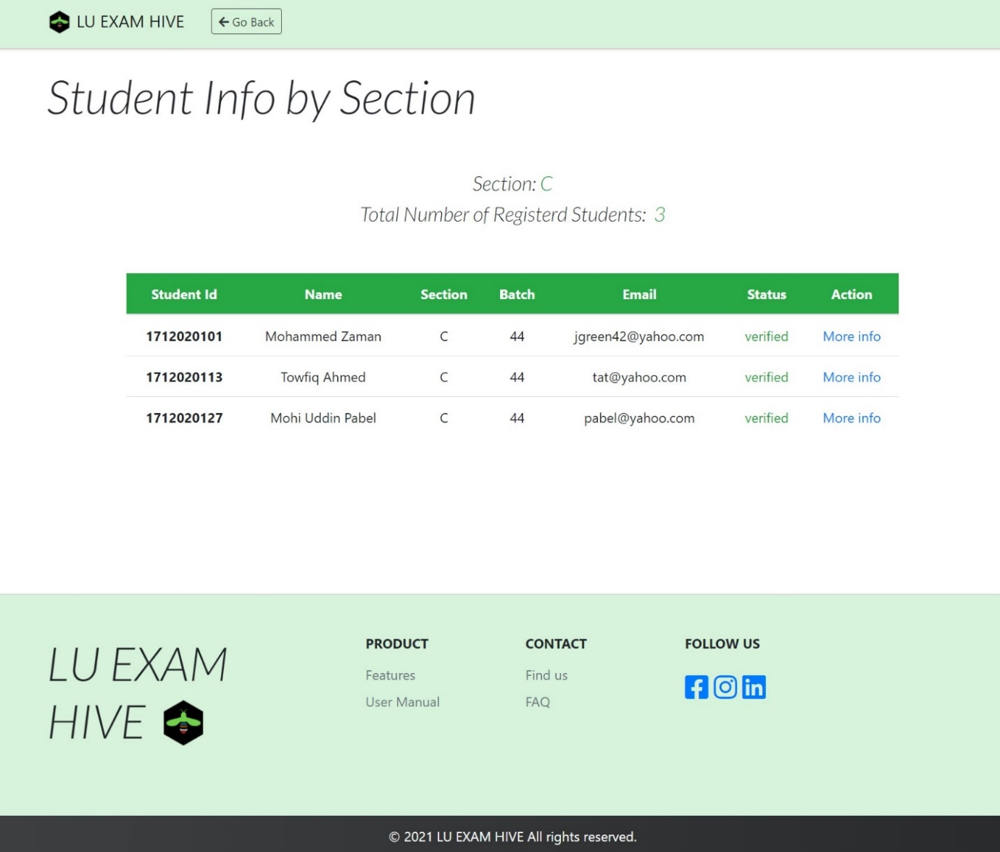 LU EXAM HIVE
Go Back
Student Info by Section
Section: C
Total Number of Registerd Students: 3
Student Id Name Section Batch Email Status Action
1712020101 Mohammed Zaman C 44 jgreen42@yahoo.com verified More info
1712020113 Towfiq Ahmed C 44 tat@yahoo.com verified More info
1712020127 Mohi Uddin Pabel C 44 pabel@yahoo.com verified More info
LU EXAM
HIVE
PRODUCT
Features
User Manual
CONTACT
Find us
FAQ
FOLLOW US
© 2021 LU EXAM HIVE All rights reserved.